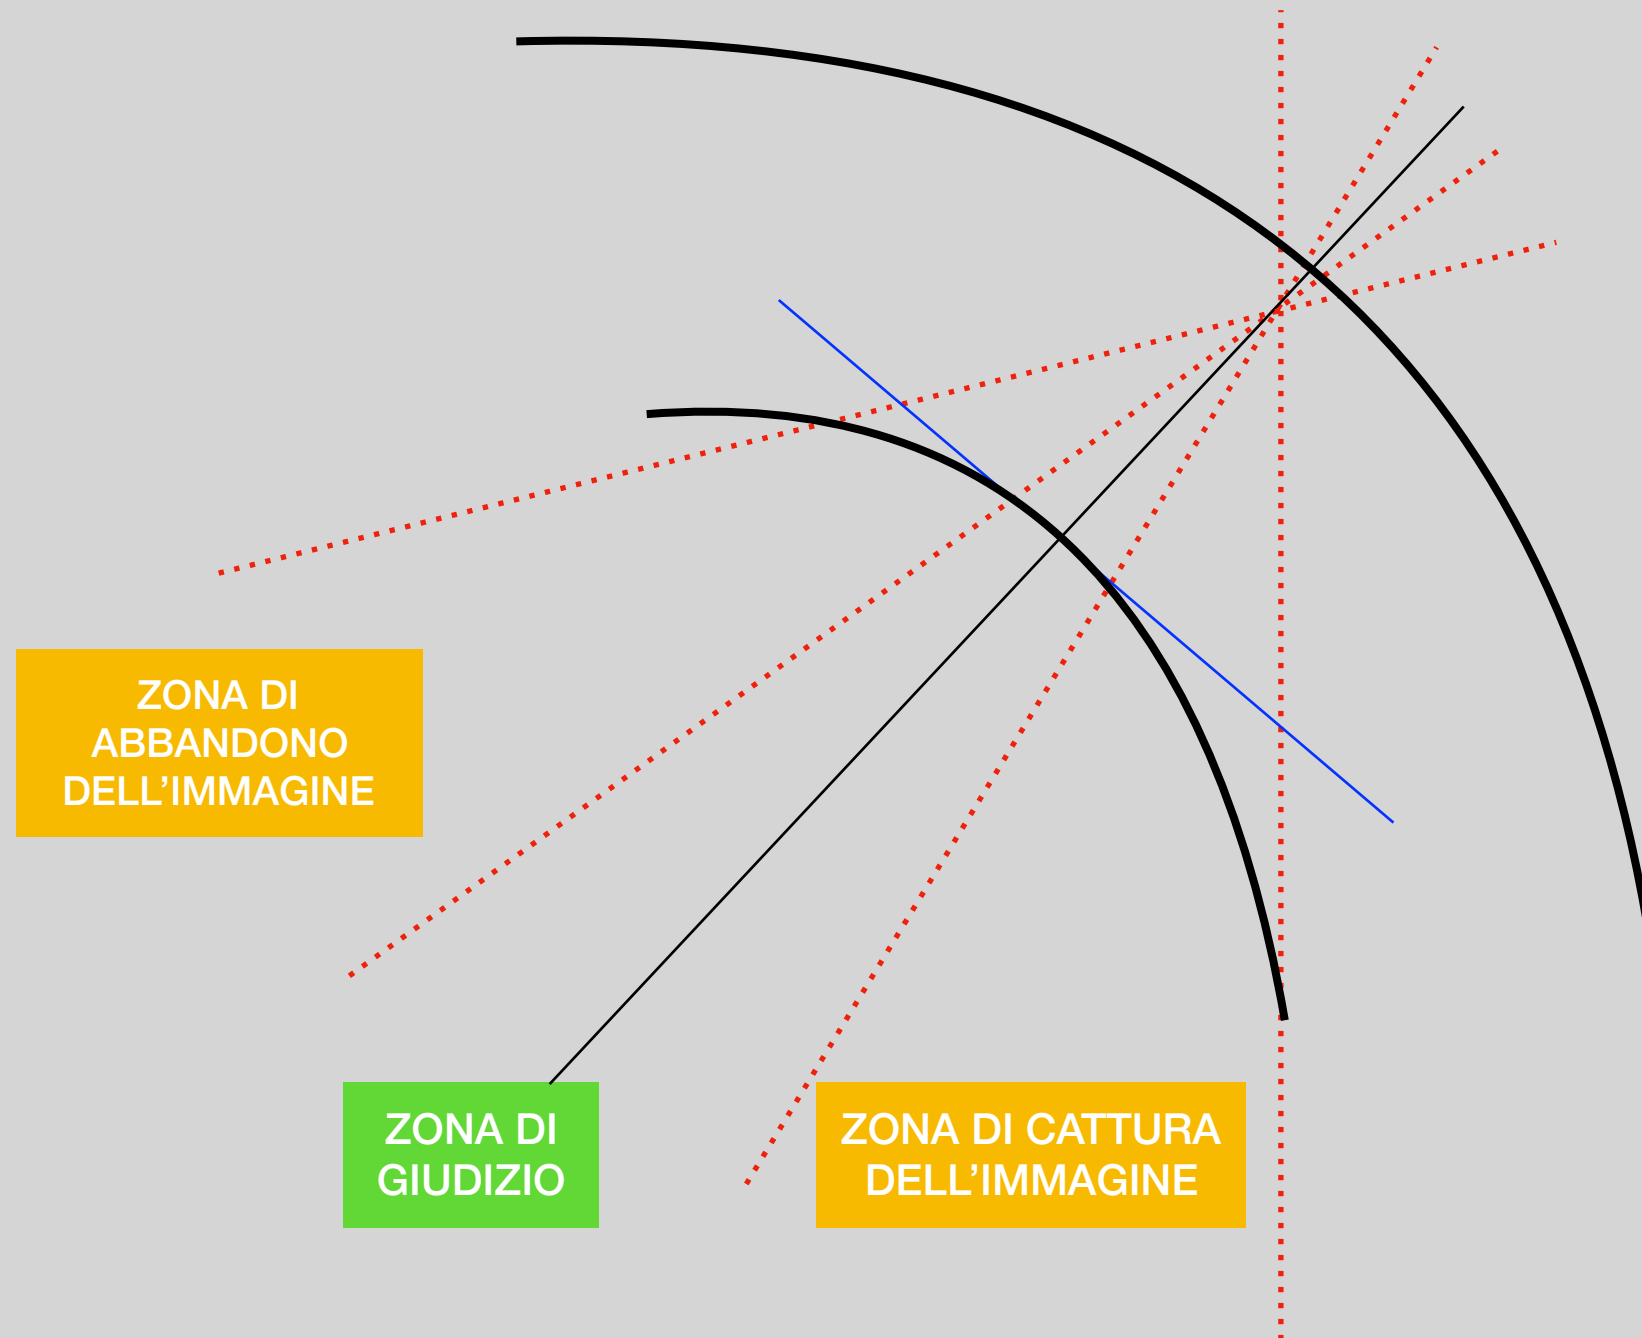 ZONA DI
ABBANDONO
DELL’IMMAGINE
ZONA DI
GIUDIZIO
ZONA DI CATTURA
DELL’IMMAGINE